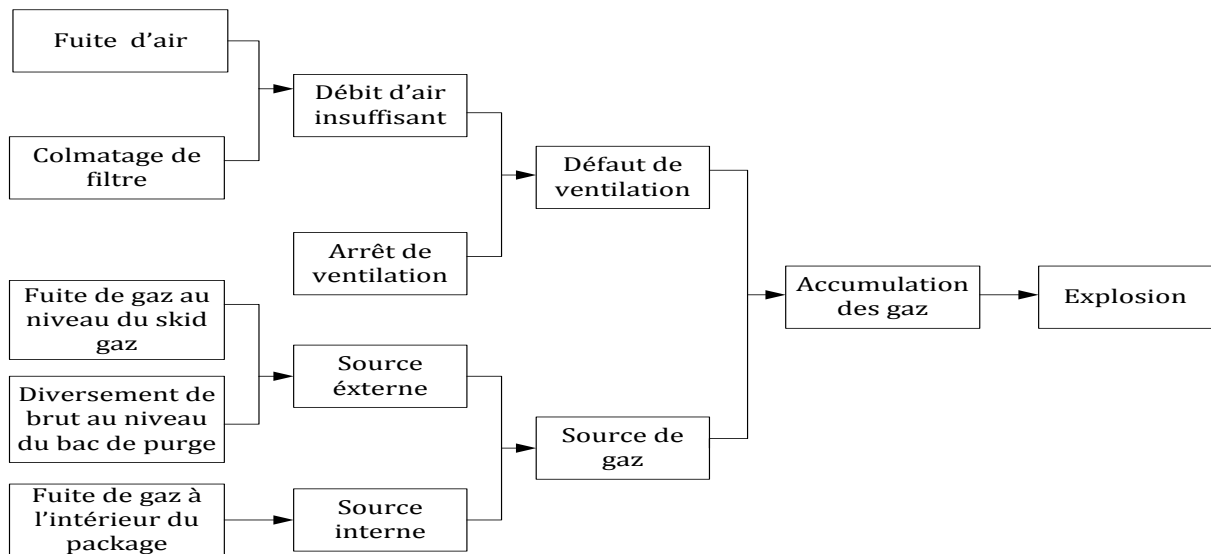 Fuite d'air
Débit d'air
insuffisant
Colmatage de
filtre
Défaut de
ventilation
Arrêt de
ventilation
Fuite de gaz au
niveau du skid
gaz
Accumulation
des gaz
Explosion
Source
éxterne
Diversement de
brut au niveau
du bac de purge
Source de
gaz
Fuite de gaz à
l'intérieur du
package
Source
interne